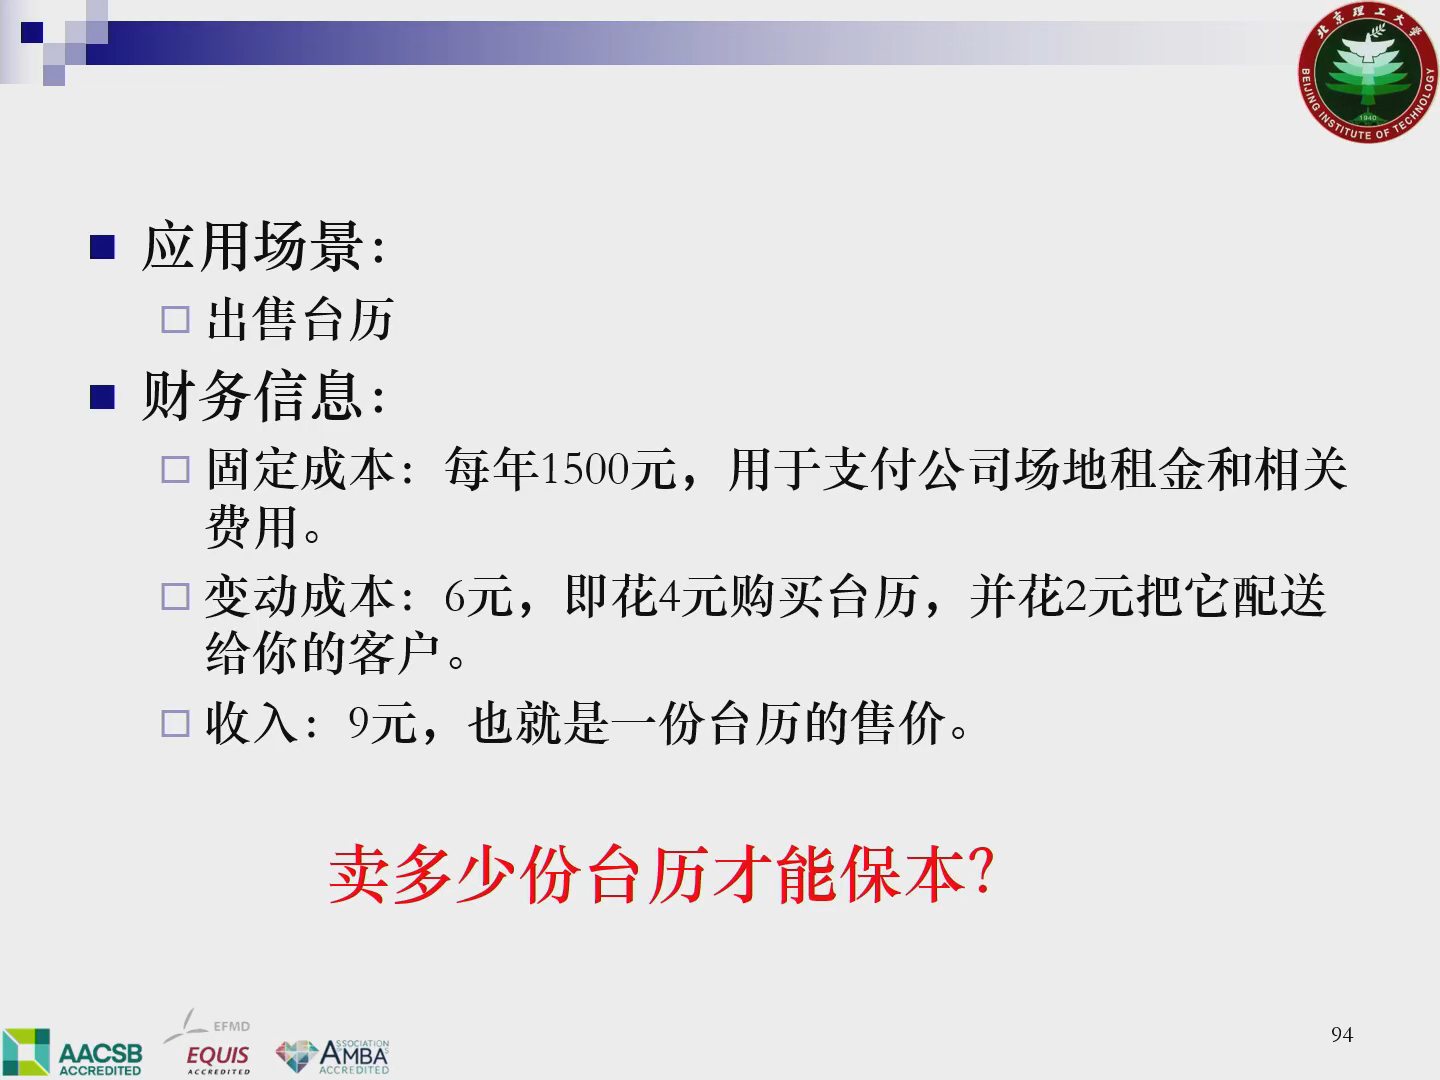 北京理工大学
BEIJING INSTITUTE OF TECHNOLOGY
1940
应用场景：
出售台历
财务信息：
固定成本：每年1500元，用于支付公司场地租金和相关
费用。
变动成本：6元，即花4元购买台历，并花2元把它配送
给你的客户。
收入：9元，也就是一份台历的售价。
卖多少份台历才能保本？
AACSB
ACCREDITED
EFMD
EQUIS
ACCREDITED
ASSOCIATION
AMBA
ACCREDITED
94